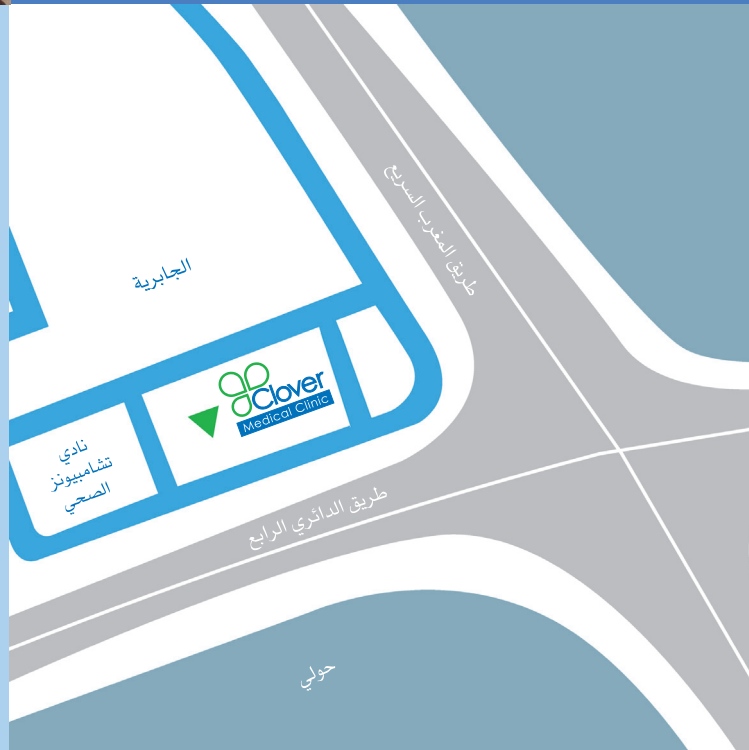 طريق المغرب السريع
الجابرية
Clover
Medical Clinic
نادي
تشامبيونز
الصحي
طريق الدائري الرابع
حولي